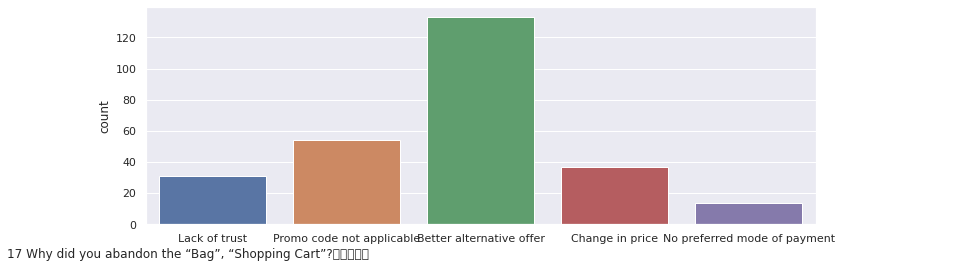 120
100
80
60
40
20
0
count
Lack of trust
Promo code not applicable
Better alternative offer
Change in price
No preferred mode of payment
17 Why did you abandon the “Bag”, “Shopping Cart”?